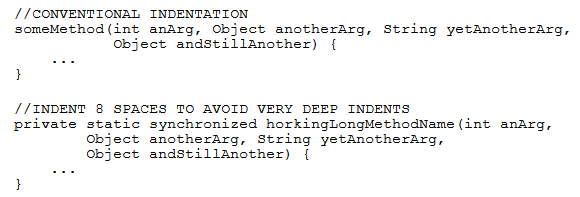 //CONVENTIONAL INDENTATION
someMethod(int anArg, Object anotherArg, String yetAnotherArg,
           Object andStillAnother) {
    ...
}

//INDENT 8 SPACES TO AVOID VERY DEEP INDENTS
private static synchronized horkingLongMethodName(int anArg,
        Object anotherArg, String yetAnotherArg,
        Object andStillAnother) {
    ...
}